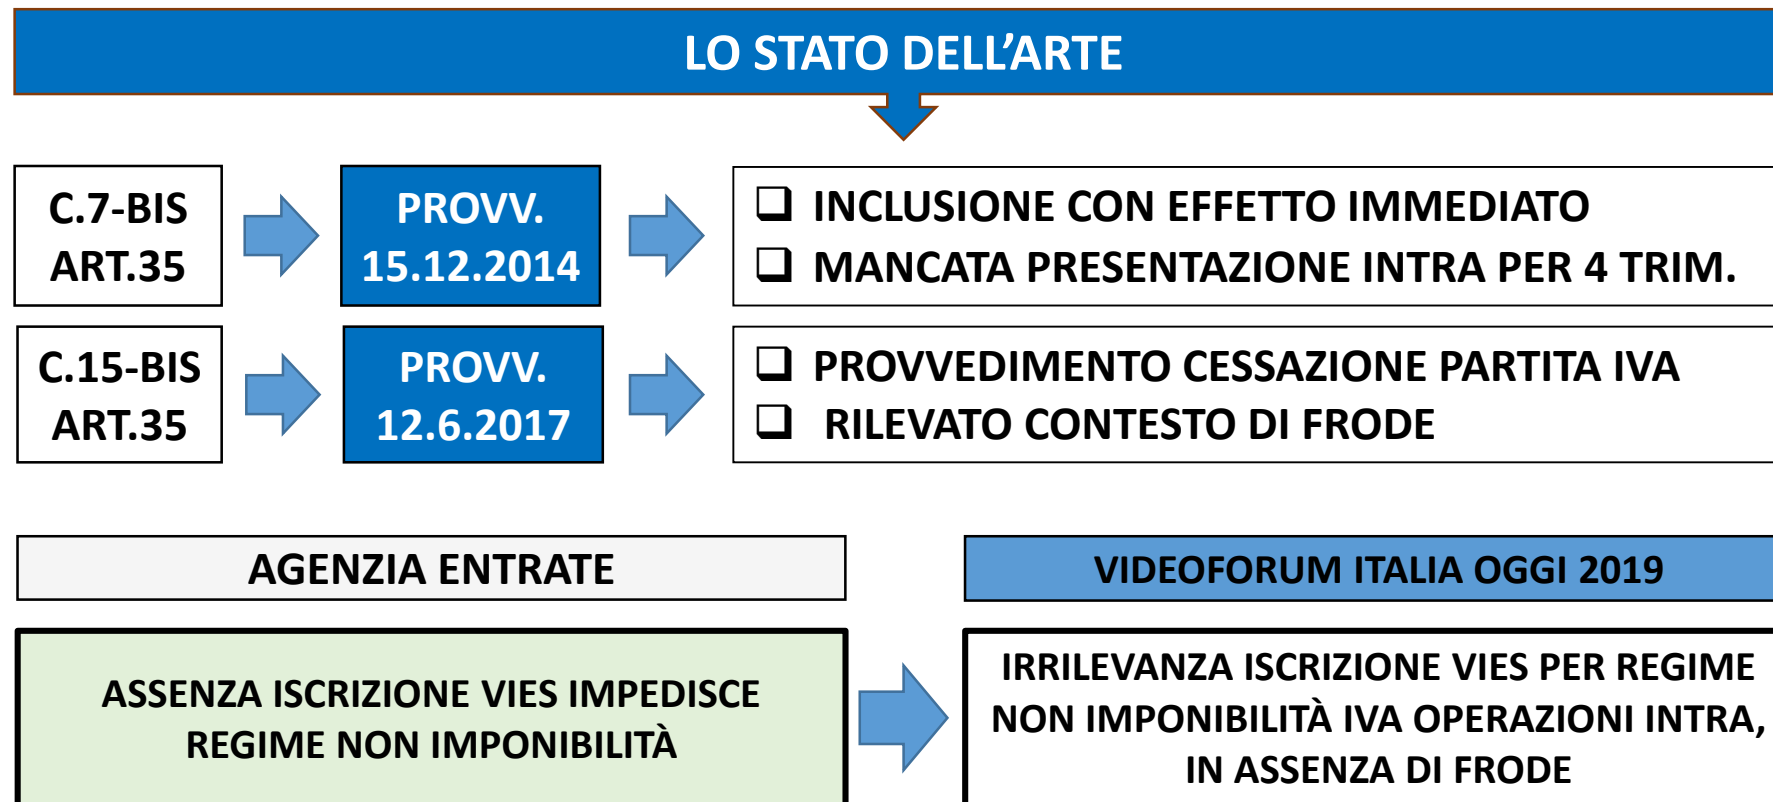 LO STATO DELL’ARTE
C.7-BIS
ART.35
PROVV.
15.12.2014
❑ INCLUSIONE CON EFFETTO IMMEDIATO
❑ MANCATA PRESENTAZIONE INTRA PER 4 TRIM.
C.15-BIS
ART.35
PROVV.
12.6.2017
❑ PROVVEDIMENTO CESSAZIONE PARTITA IVA
❑ RILEVATO CONTESTO DI FRODE
AGENZIA ENTRATE
ASSENZA ISCRIZIONE VIES IMPEDISCE
REGIME NON IMPONIBILITÀ
VIDEOFORUM ITALIA OGGI 2019
IRRILEVANZA ISCRIZIONE VIES PER REGIME
NON IMPONIBILITÀ IVA OPERAZIONI INTRA,
IN ASSENZA DI FRODE